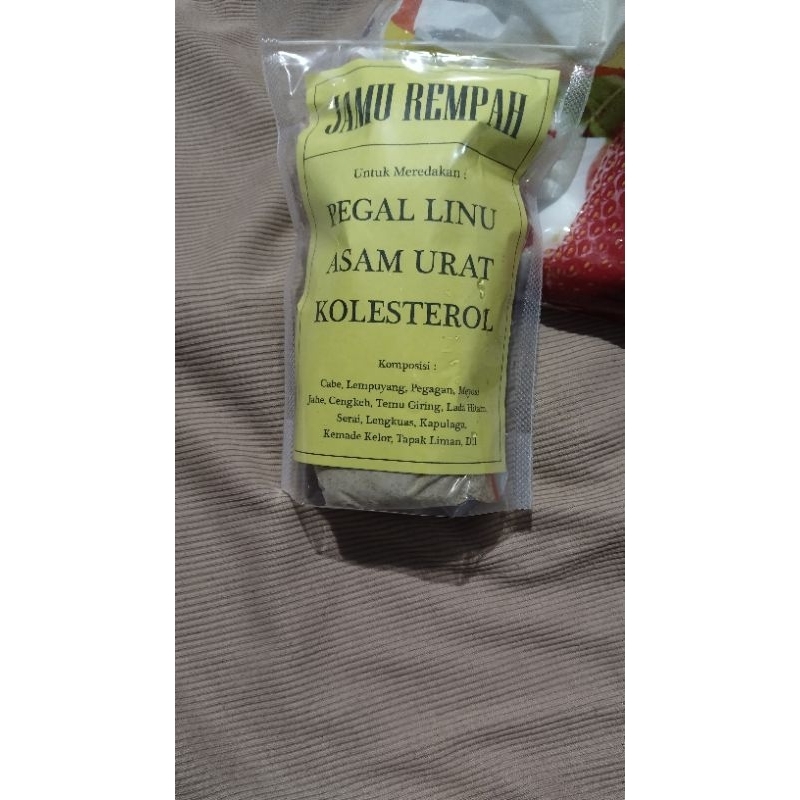 JAMU REMPAH
Untuk Meredakan :
PEGAL LINU
ASAM URAT
KOLESTEROL
Komposisi :
Cabe, Lempuyang, Pegagan,
Jahe, Cengkeh, Temu Giring, Lada Hitam,
Serai, Lengkuas, Kapulaga,
Kemade Kelor, Tapak Liman, Dll